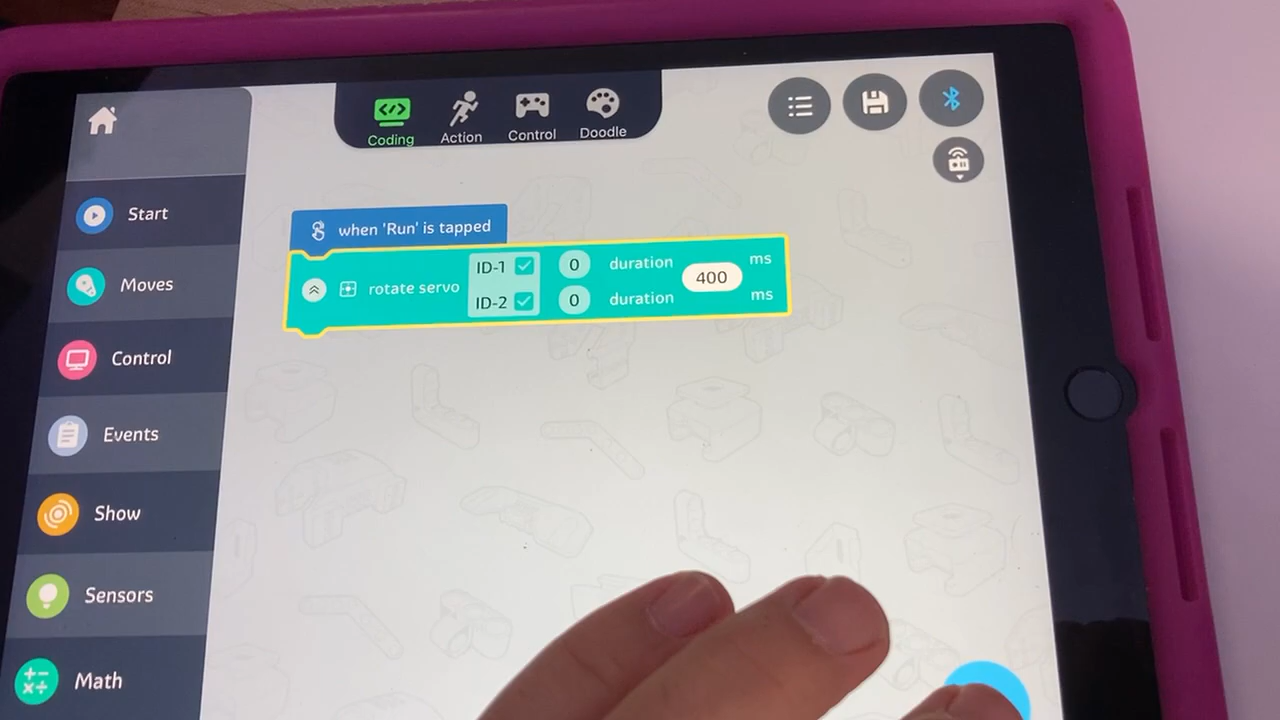 Coding
Action
Control
Doodle
Start
Moves
Control
Events
Show
Sensors
Math
when 'Run' is tapped
rotate servo
ID-1 0 duration ms
400
ID-2 0 duration ms